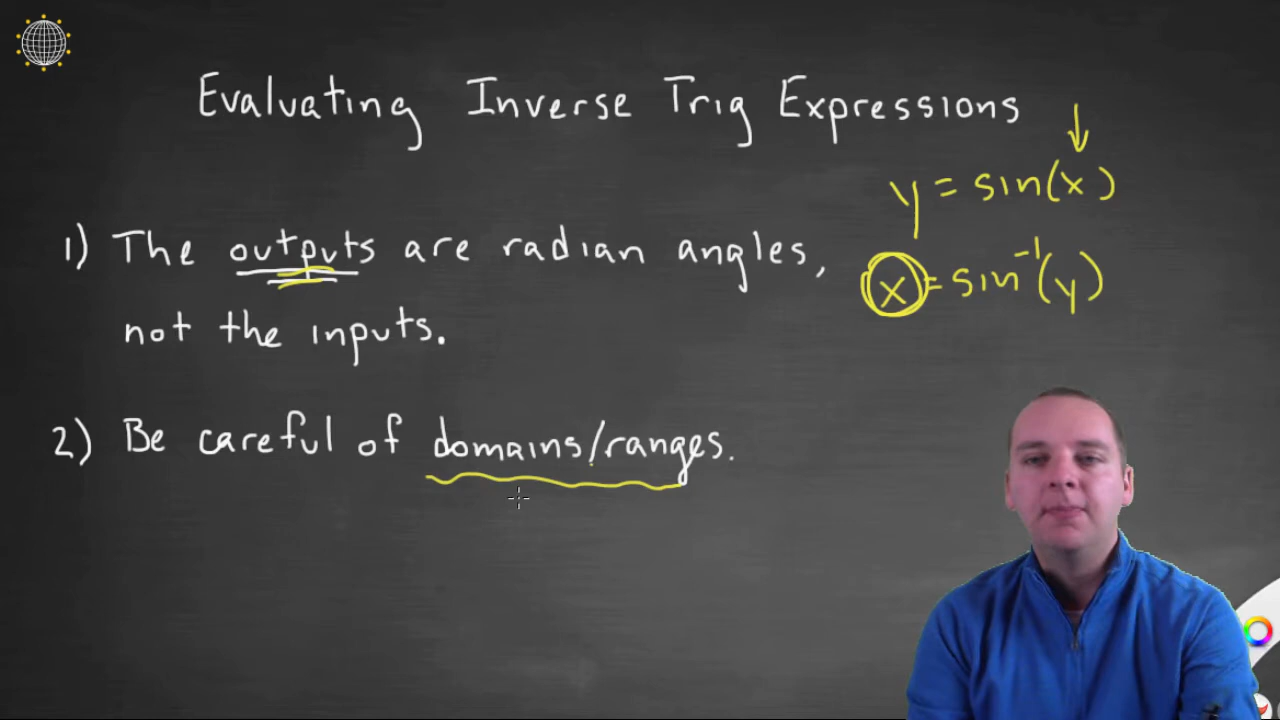 Evaluating Inverse Trig Expressions
y = sin(x)
1) The outputs are radian angles,
x = sin⁻¹(y)
not the inputs.
2) Be careful of domains/ranges.